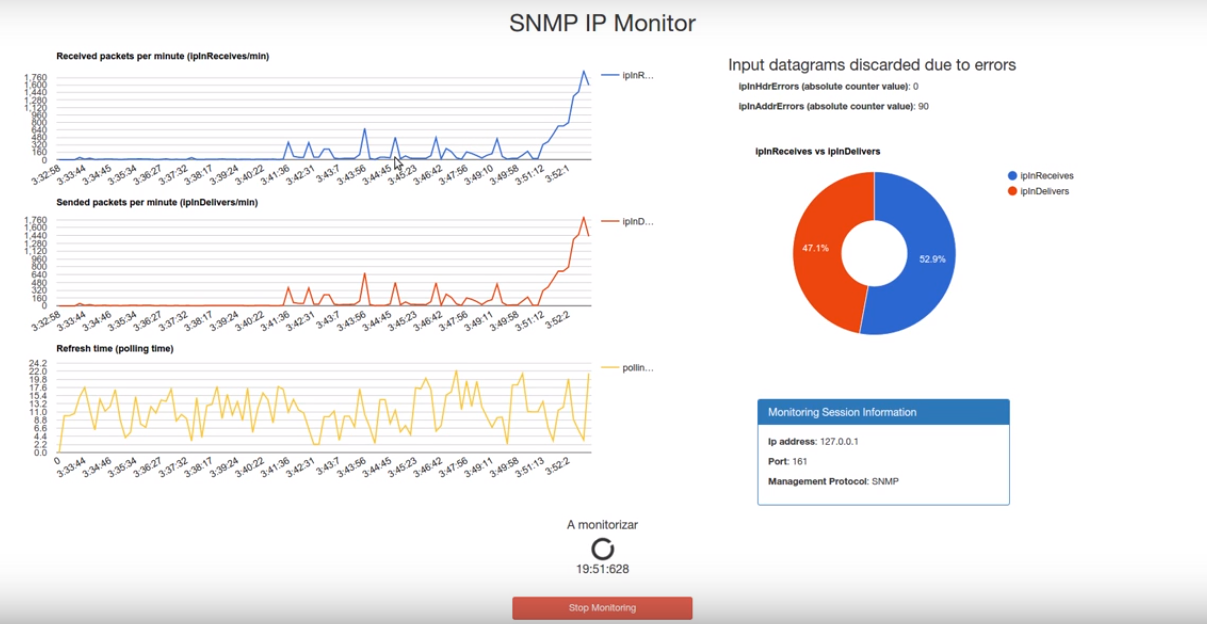 SNMP IP Monitor
Received packets per minute (ipInReceives/min)
1,760
1,600
1,440
1,280
1,120
960
800
640
480
320
160
0
ipInR...
3:32:58 3:33:44 3:34:45 3:35:34 3:36:27 3:37:32 3:38:17 3:39:24 3:40:22 3:41:36 3:42:31 3:43:7 3:43:56 3:44:45 3:45:23 3:46:42 3:47:56 3:49:10 3:49:58 3:51:12 3:52:1
Sended packets per minute (ipInDelivers/min)
1,760
1,600
1,440
1,280
1,120
960
800
640
480
320
160
0
ipInD...
3:32:58 3:33:44 3:34:46 3:35:34 3:36:27 3:37:32 3:38:17 3:39:24 3:40:22 3:41:36 3:42:31 3:43:7 3:43:56 3:44:45 3:45:23 3:46:42 3:47:56 3:49:11 3:49:58 3:51:12 3:52:2
Refresh time (polling time)
24.2
22.0
19.8
17.6
15.4
13.2
11.0
8.8
6.6
4.4
2.2
0.0
pollin...
0 3:33:44 3:34:46 3:35:34 3:36:27 3:37:32 3:38:17 3:39:24 3:40:22 3:41:36 3:42:31 3:43:7 3:43:56 3:44:45 3:45:23 3:46:42 3:47:56 3:49:11 3:49:58 3:51:13 3:52:2
Input datagrams discarded due to errors
ipInHdrErrors (absolute counter value): 0
ipInAddrErrors (absolute counter value): 90
ipInReceives vs ipInDelivers
ipInReceives
ipInDelivers
47.1%
52.9%
Monitoring Session Information
Ip address: 127.0.0.1
Port: 161
Management Protocol: SNMP
A monitorizar
19:51:628
Stop Monitoring